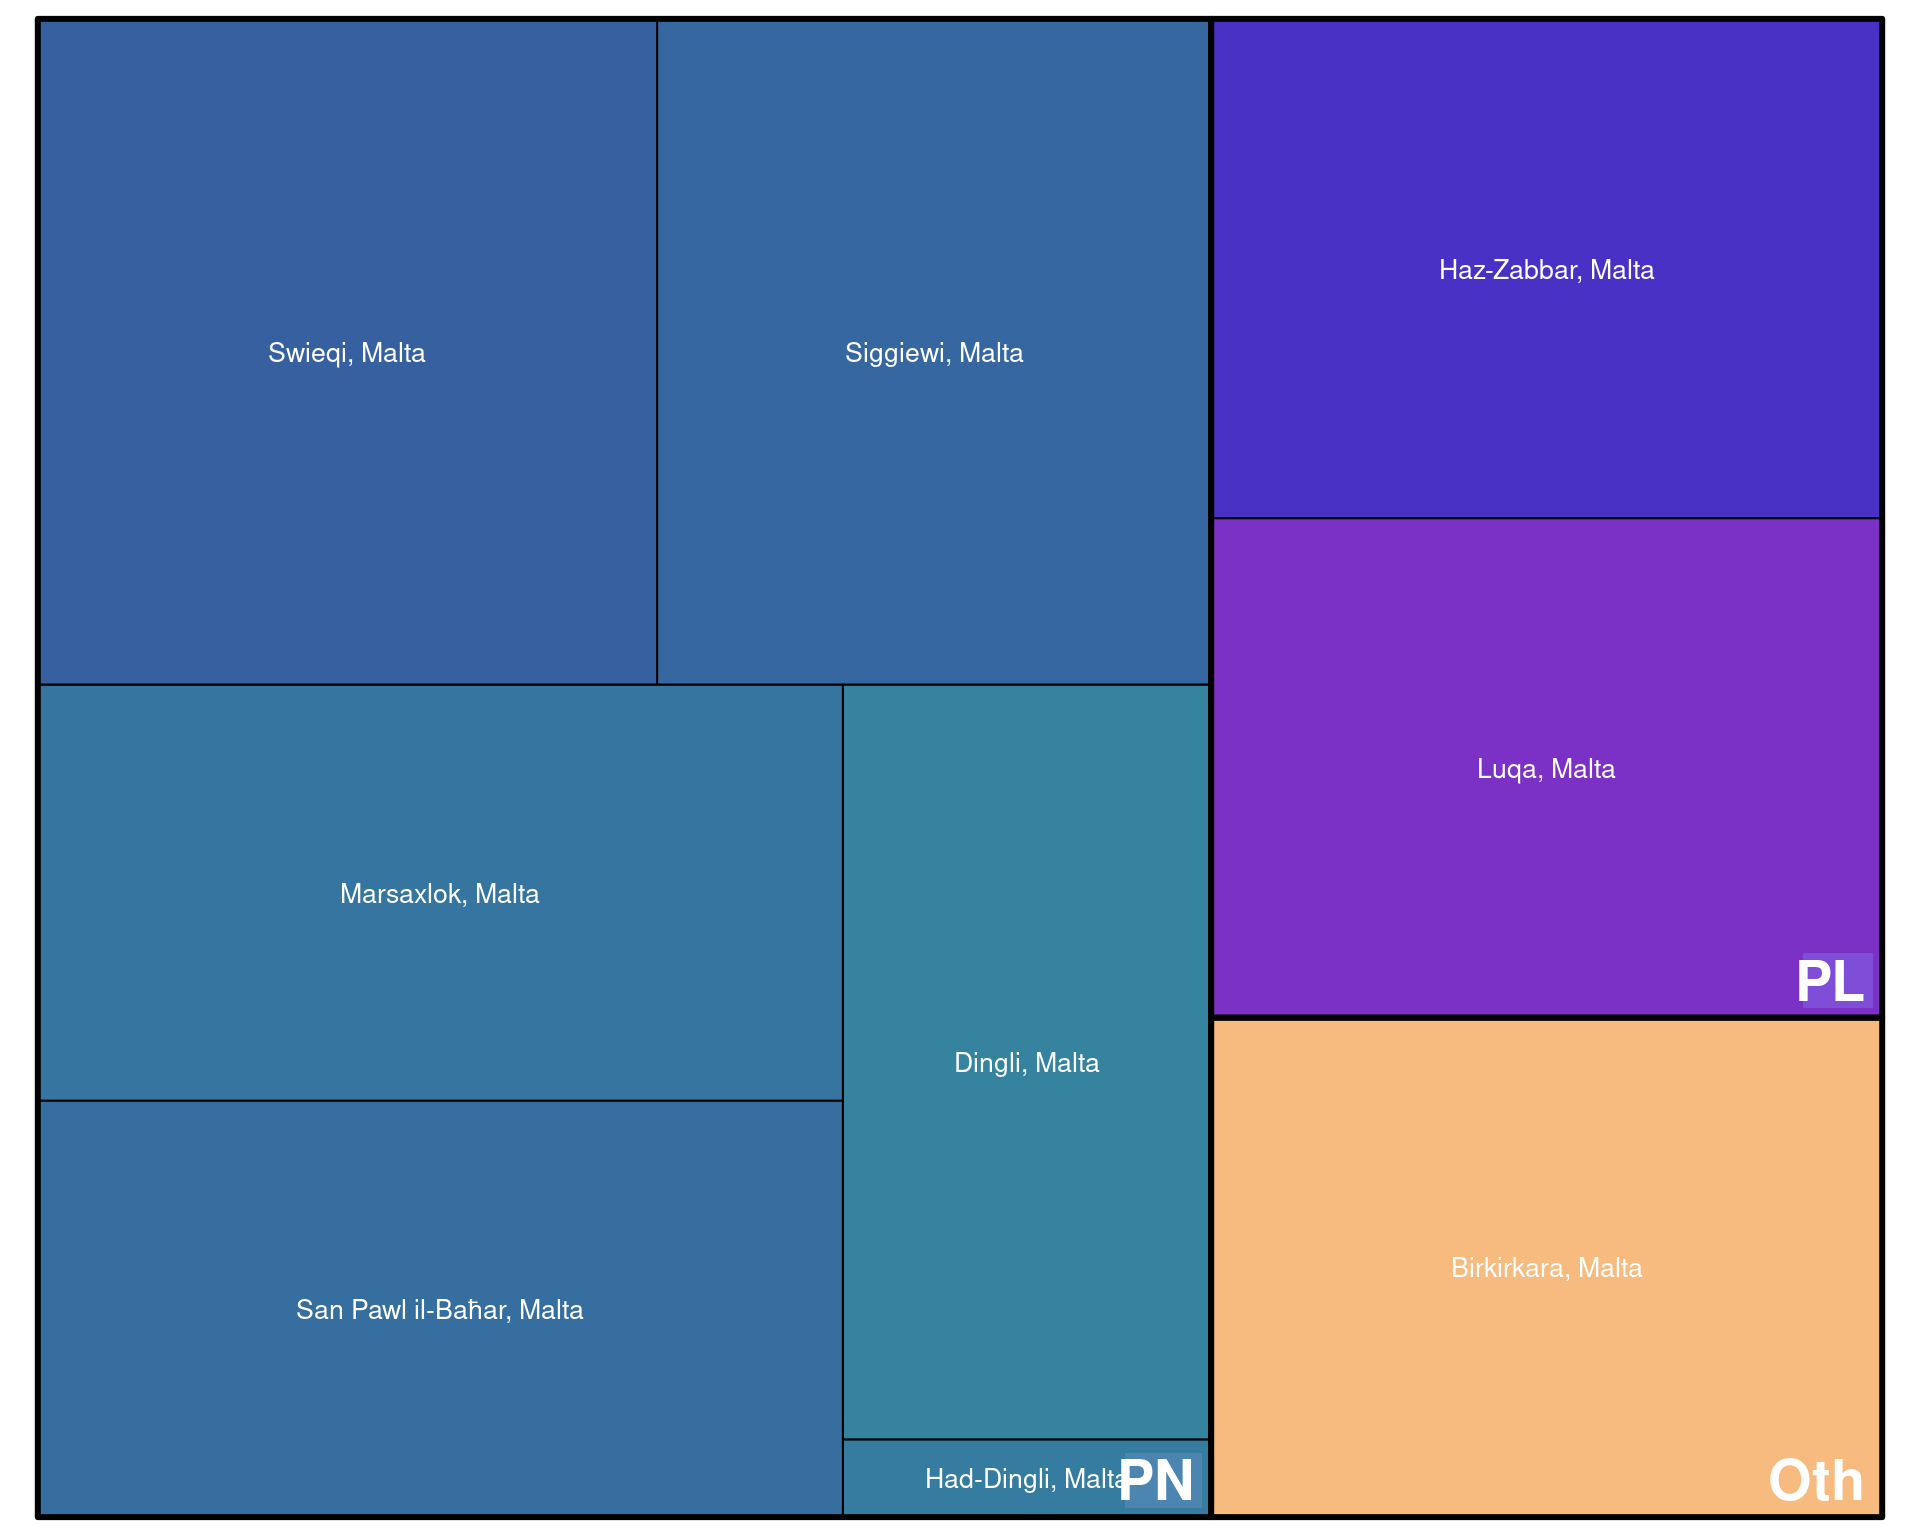 Swieqi, Malta
Siggiewi, Malta
Haz-Zabbar, Malta
Luqa, Malta
PL
Marsaxlok, Malta
Dingli, Malta
San Pawl il-Baħar, Malta
Birkirkara, Malta
Had-Dingli, Malta
PN
Oth